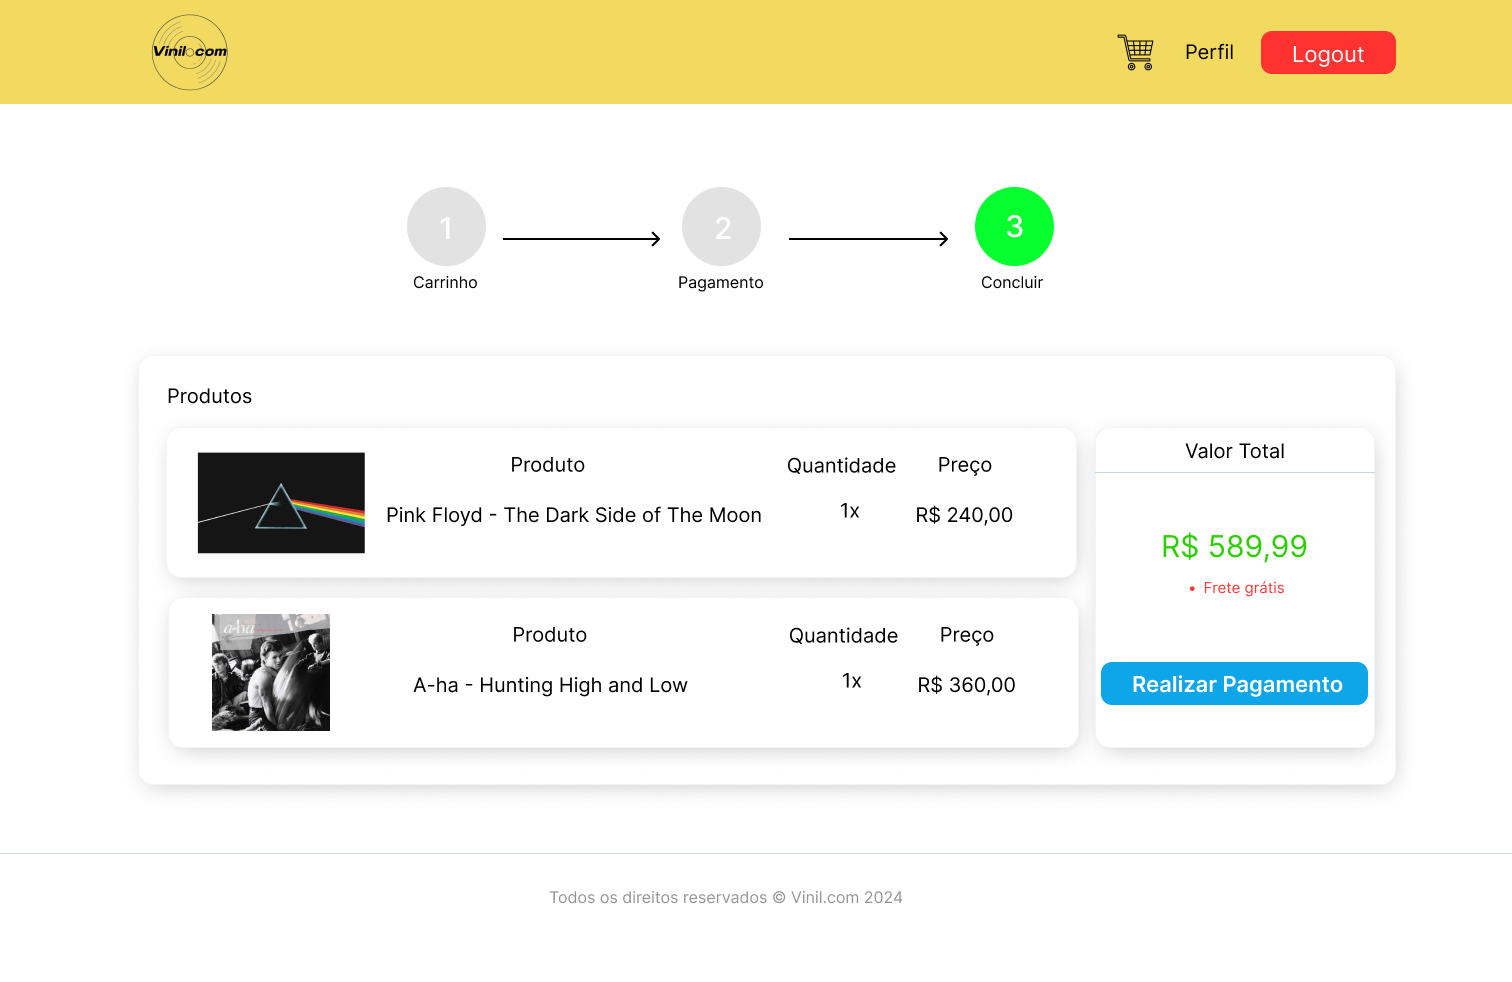 Vinil.com
Perfil
Logout
1
2
3
Carrinho
Pagamento
Concluir
Produtos
Produto
Quantidade
Preço
Pink Floyd - The Dark Side of The Moon
1x
R$ 240,00
a-ha
Produto
Quantidade
Preço
A-ha - Hunting High and Low
1x
R$ 360,00
Valor Total
R$ 589,99
• Frete grátis
Realizar Pagamento
Todos os direitos reservados © Vinil.com 2024